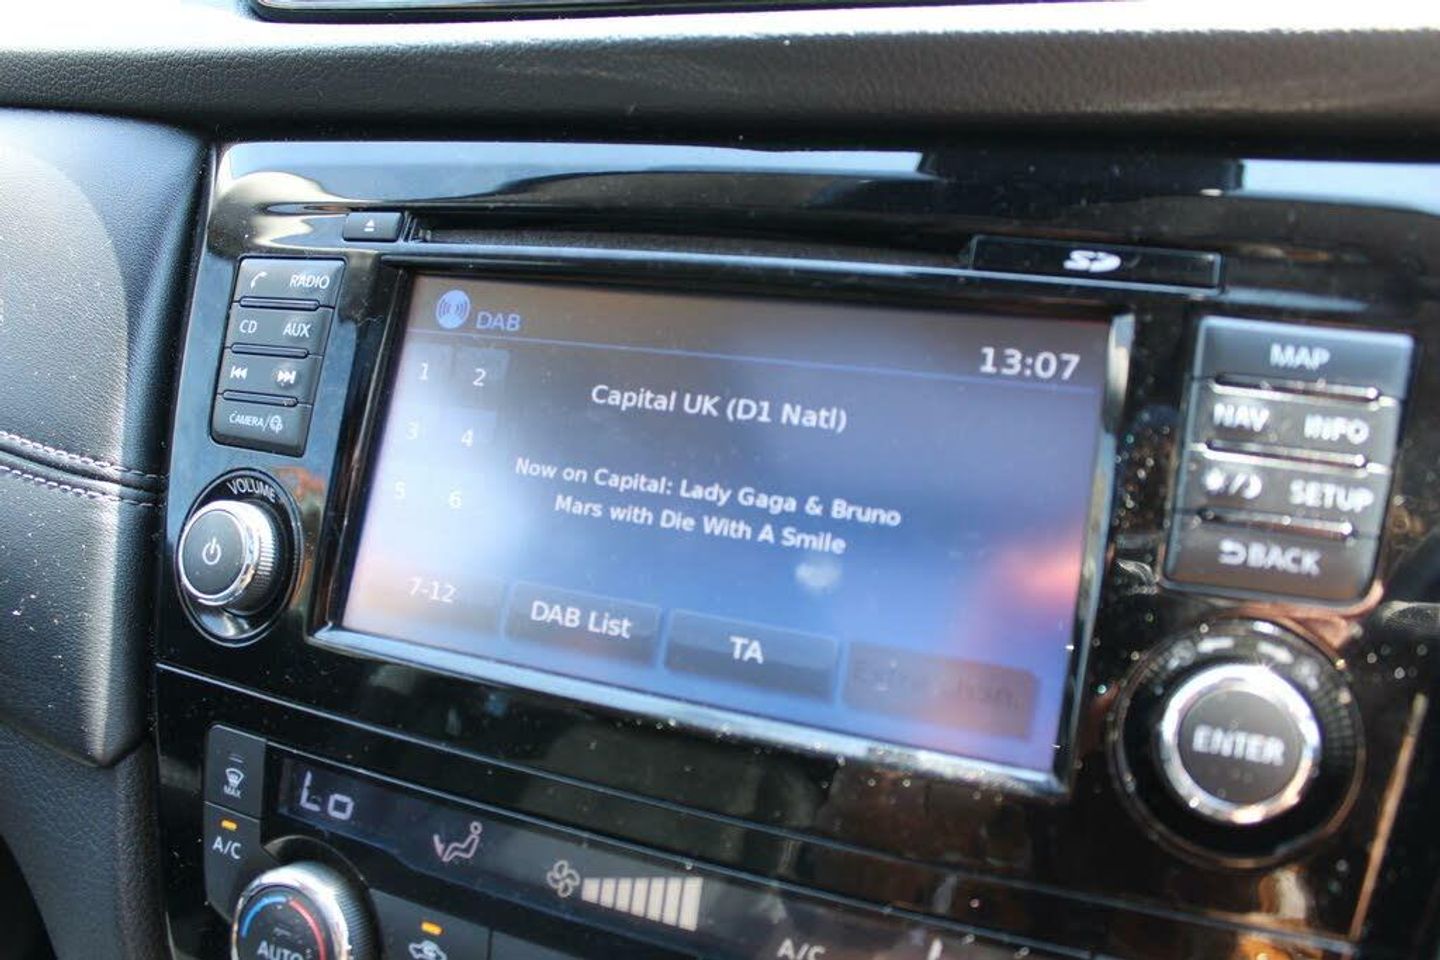 SD
RADIO
CD AUX
CAMERA/
VOLUME
DAB
13:07
1 2
3 4
5 6
7-12
Capital UK (D1 Natl)
Now on Capital: Lady Gaga & Bruno
Mars with Die With A Smile
DAB List
TA
MAP
NAV INFO
SETUP
BACK
ENTER
MAX
A/C
Lo
AUTO
A/C